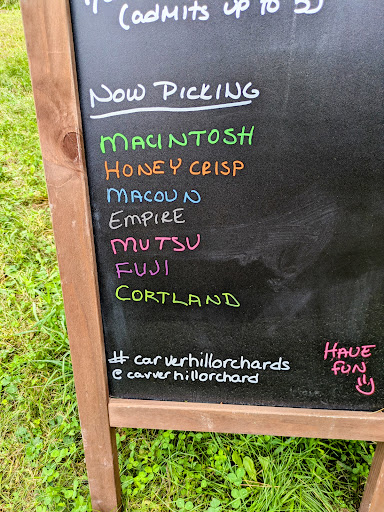 (admits up to 5)
NOW PICKING
MACINTOSH
HONEY CRISP
MACOUN
EMPIRE
MUTSU
FUJI
CORTLAND
# carverhillorchards
@ carverhillorchard
HAVE
FUN